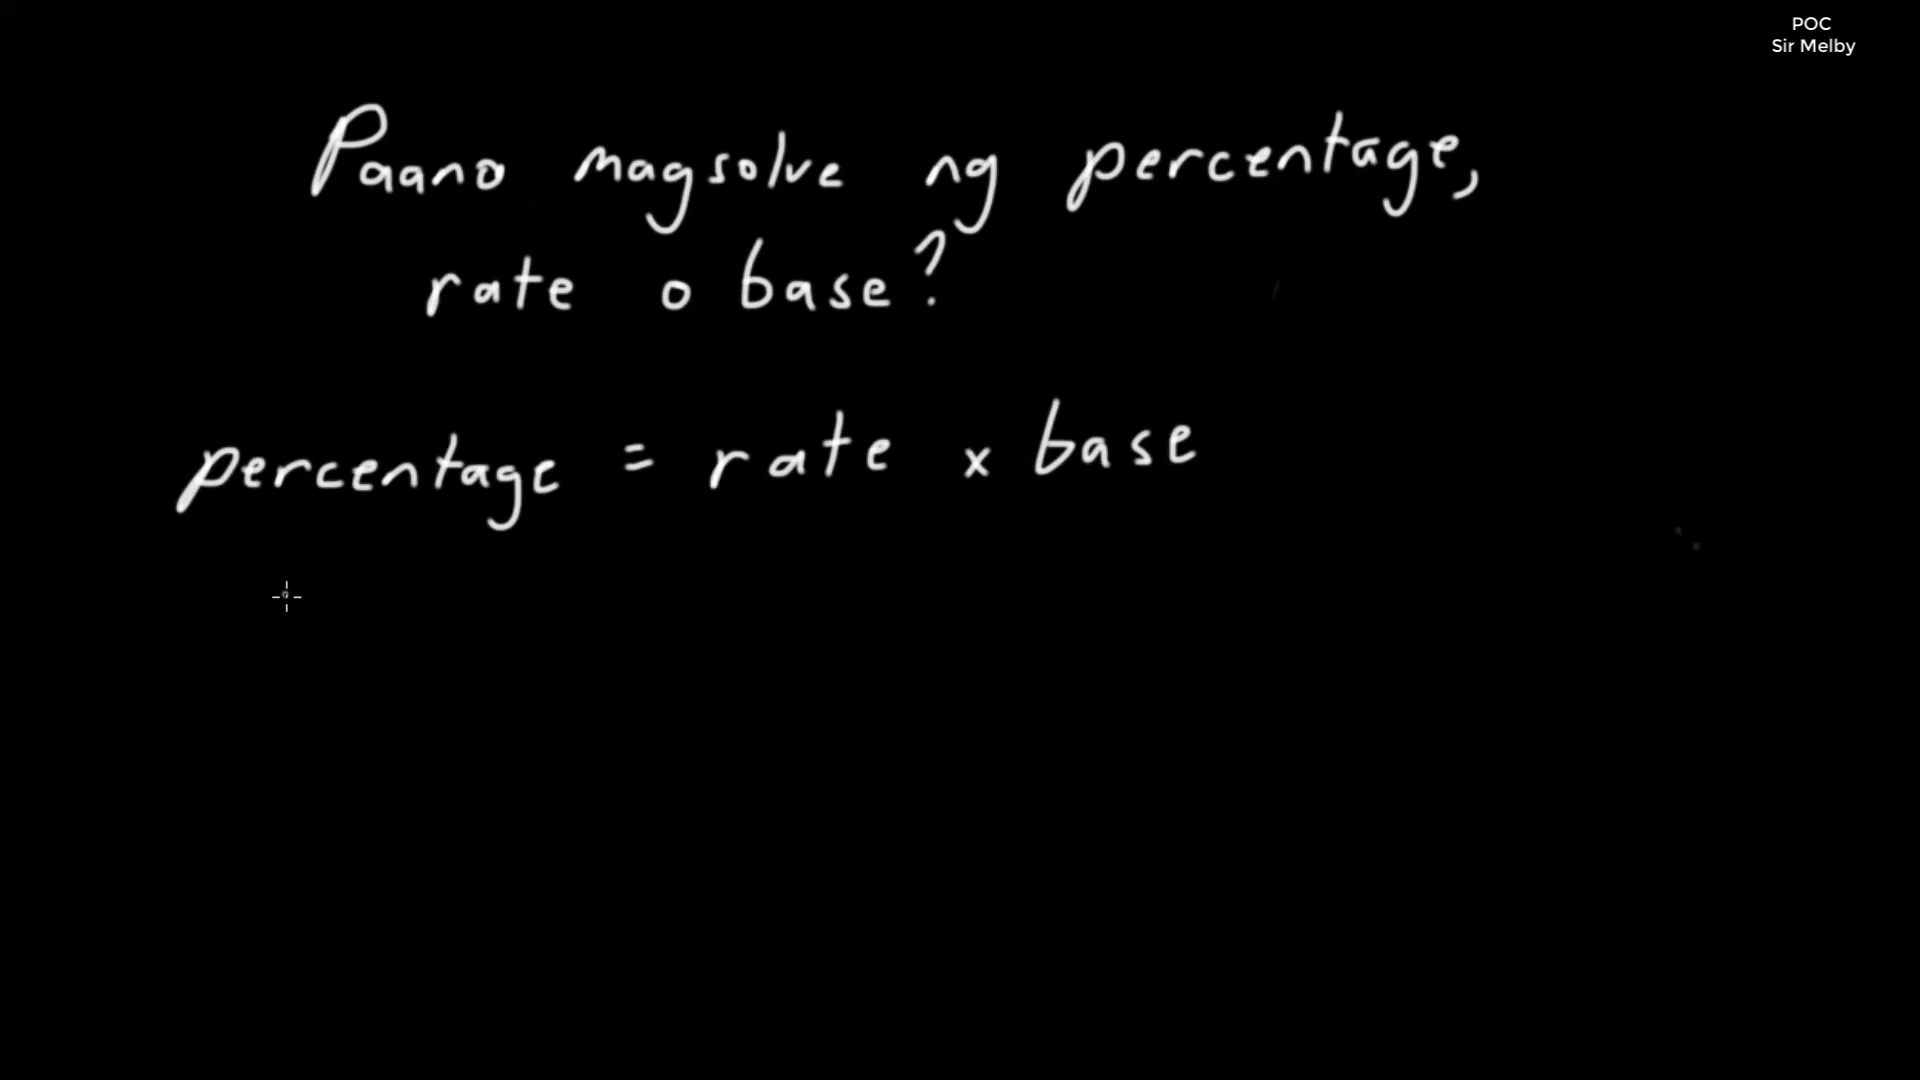 POC
Sir Melby
Paano magsolve ng percentage,
rate o base?
percentage = rate x base